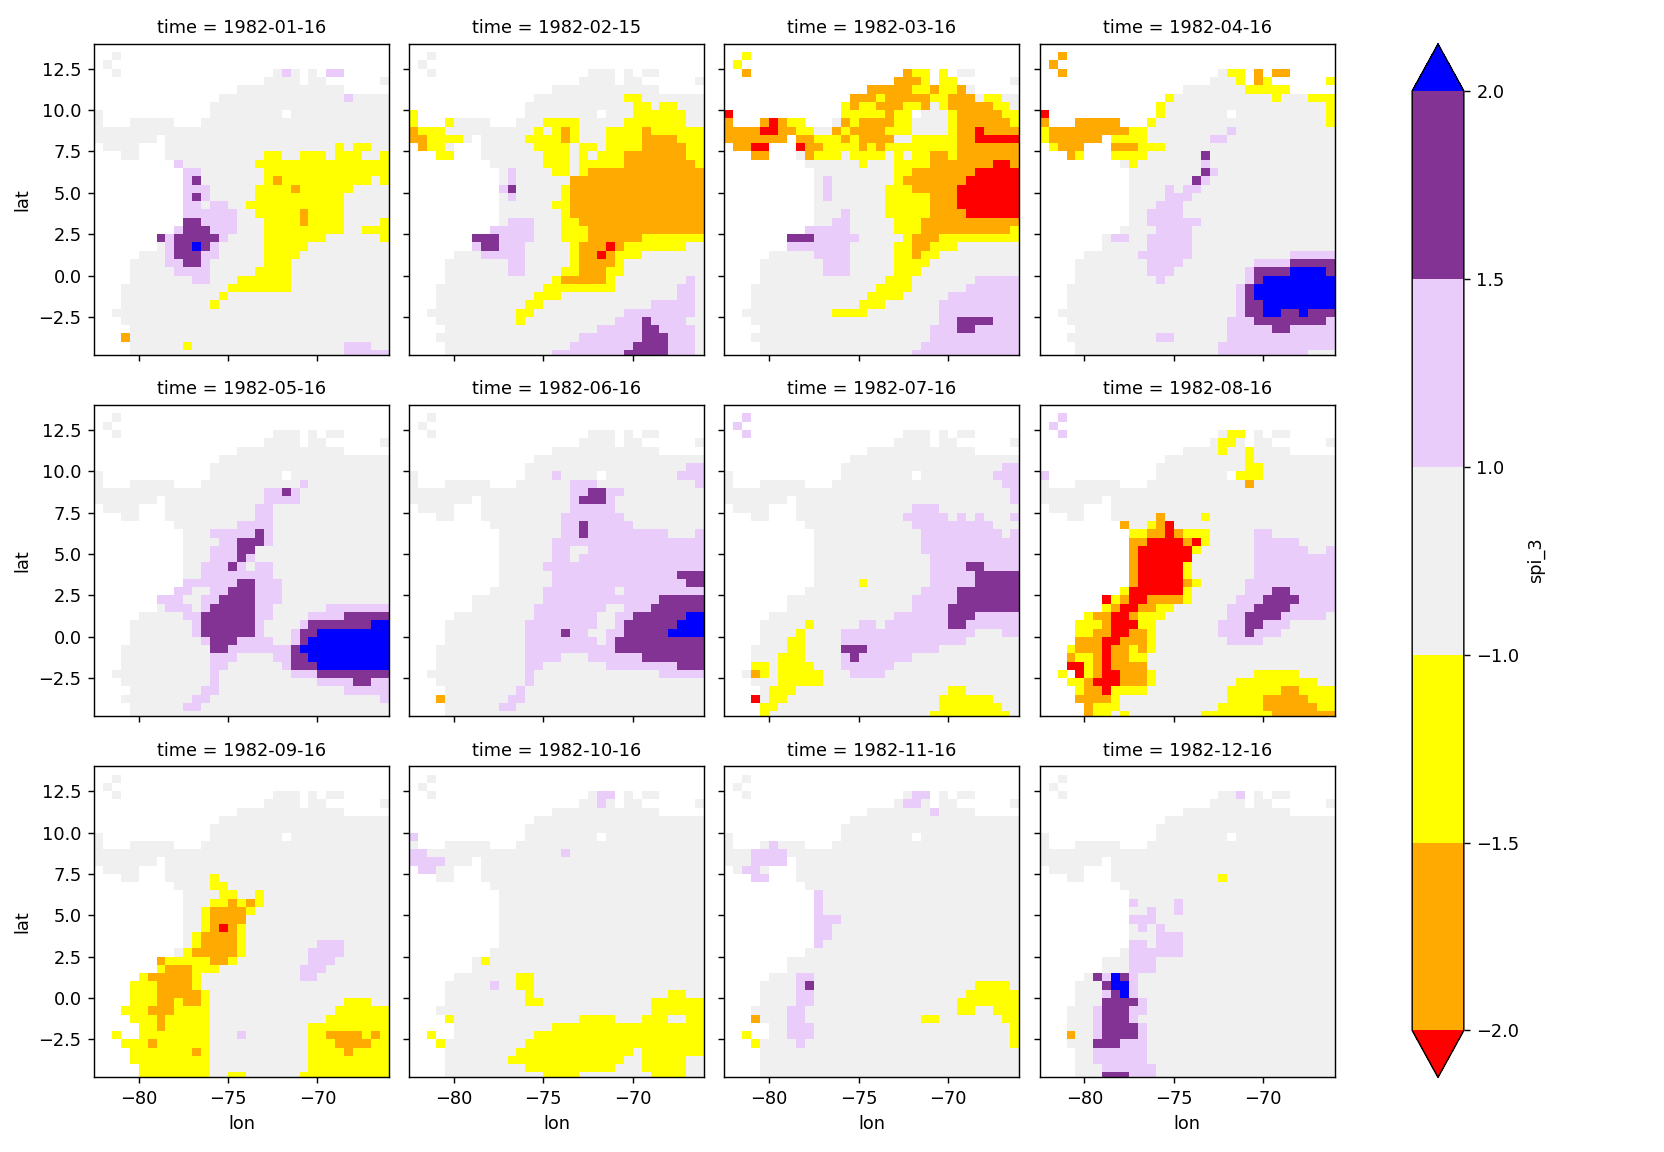 time = 1982-01-16
time = 1982-02-15
time = 1982-03-16
time = 1982-04-16
12.5
10.0
7.5
5.0
2.5
0.0
−2.5
lat
time = 1982-05-16
time = 1982-06-16
time = 1982-07-16
time = 1982-08-16
12.5
10.0
7.5
5.0
2.5
0.0
−2.5
lat
time = 1982-09-16
time = 1982-10-16
time = 1982-11-16
time = 1982-12-16
12.5
10.0
7.5
5.0
2.5
0.0
−2.5
lat
−80 −75 −70
lon
−80 −75 −70
lon
−80 −75 −70
lon
−80 −75 −70
lon
2.0
1.5
1.0
−1.0
−1.5
−2.0
spi_3